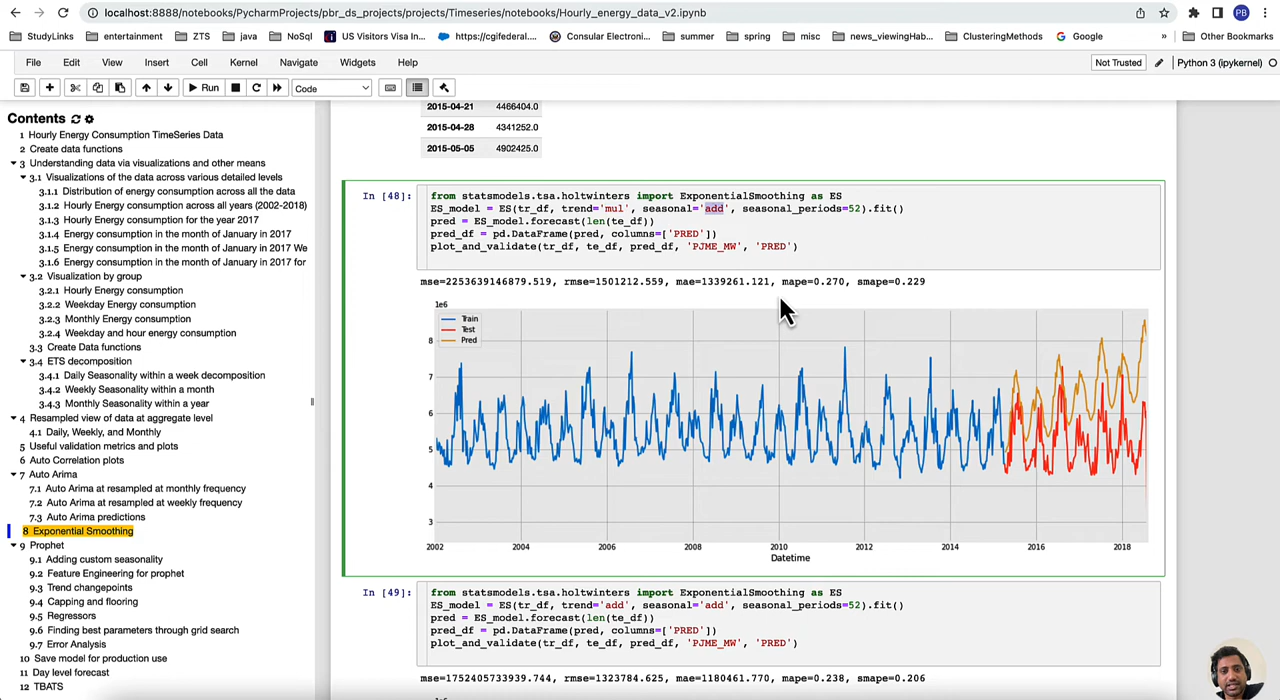 localhost:8888/notebooks/PycharmProjects/pbr_ds_projects/projects/Timeseries/notebooks/Hourly_energy_data_v2.ipynb
PB
StudyLinks entertainment ZTS java NoSql US Visitors Visa In... https://cgifederal.... Consular Electroni... summer spring misc news_viewingHab... ClusteringMethods Google » Other Bookmarks
File Edit View Insert Cell Kernel Navigate Widgets Help Not Trusted Python 3 (ipykernel)
Run Code
Contents
1 Hourly Energy Consumption TimeSeries Data
2 Create data functions
3 Understanding data via visualizations and other means
3.1 Visualizations of the data across various detailed levels
3.1.1 Distribution of energy consumption across all the data
3.1.2 Hourly energy consumption across all years (2002-2018)
3.1.3 Hourly energy consumption for the year 2017
3.1.4 Energy consumption in the month of January in 2017
3.1.5 Energy consumption in the month of January in 2017 We
3.1.6 Energy consumption in the month of January in 2017 for
3.2 Visualization by group
3.2.1 Hourly Energy consumption
3.2.2 Weekday Energy consumption
3.2.3 Monthly Energy consumption
3.2.4 Weekday and hour energy consumption
3.3 Create Data functions
3.4 ETS decomposition
3.4.1 Daily Seasonality within a week decomposition
3.4.2 Weekly Seasonality within a month
3.4.3 Monthly Seasonality within a year
4 Resampled view of data at aggregate level
4.1 Daily, Weekly, and Monthly
5 Useful validation metrics and plots
6 Auto Correlation plots
7 Auto Arima
7.1 Auto Arima at resampled at monthly frequency
7.2 Auto Arima at resampled at weekly frequency
7.3 Auto Arima predictions
8 Exponential Smoothing
9 Prophet
9.1 Adding custom seasonality
9.2 Feature Engineering for prophet
9.3 Trend changepoints
9.4 Capping and flooring
9.5 Regressors
9.6 Finding best parameters through grid search
9.7 Error Analysis
10 Save model for production use
11 Day level forecast
12 TBATS
2015-04-21 4466404.0
2015-04-28 4341252.0
2015-05-05 4902425.0
In [48]:
from statsmodels.tsa.holtwinters import ExponentialSmoothing as ES
ES_model = ES(tr_df, trend='mul', seasonal='add', seasonal_periods=52).fit()
pred = ES_model.forecast(len(te_df))
pred_df = pd.DataFrame(pred, columns=['PRED'])
plot_and_validate(tr_df, te_df, pred_df, 'PJME_MW', 'PRED')
mse=2253639146879.519, rmse=1501212.559, mae=1339261.121, mape=0.270, smape=0.229
1e6
Train
Test
Pred
8
7
6
5
4
3
2002 2004 2006 2008 2010 2012 2014 2016 2018
Datetime
In [49]:
from statsmodels.tsa.holtwinters import ExponentialSmoothing as ES
ES_model = ES(tr_df, trend='add', seasonal='add', seasonal_periods=52).fit()
pred = ES_model.forecast(len(te_df))
pred_df = pd.DataFrame(pred, columns=['PRED'])
plot_and_validate(tr_df, te_df, pred_df, 'PJME_MW', 'PRED')
mse=1752405733939.744, rmse=1323784.625, mae=1180461.770, mape=0.238, smape=0.206